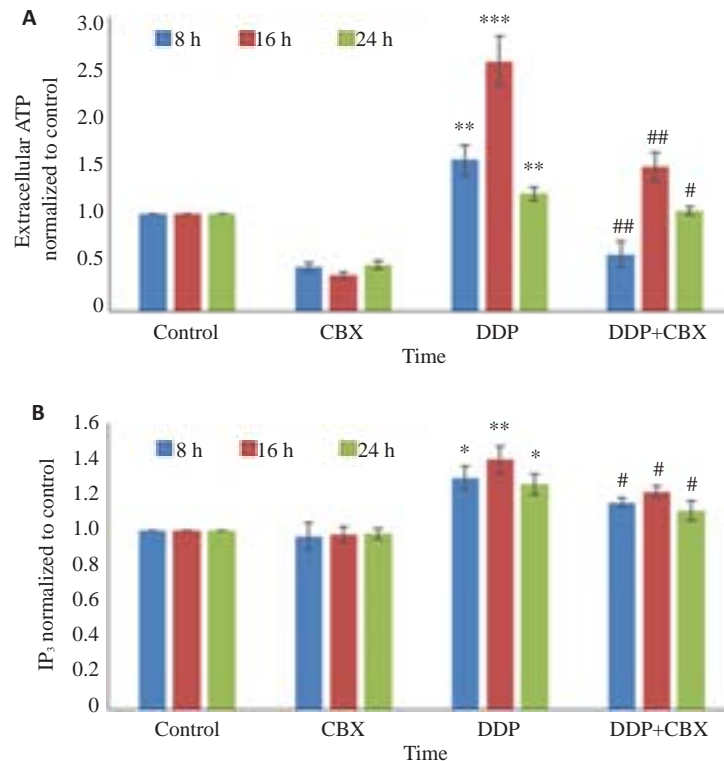 A
3.0
2.5
1.5
1.0
0.5
0
Extracellular ATP
normalized to control
8 h 16 h 24 h
** *** **
## ## #
Control CBX DDP DDP+CBX
Time
B
1.6
1.4
1.2
1.0
0.8
0.6
0.4
0.2
0
IP₃ normalized to control
8 h 16 h 24 h
* ** *
# # #
Control CBX DDP DDP+CBX
Time